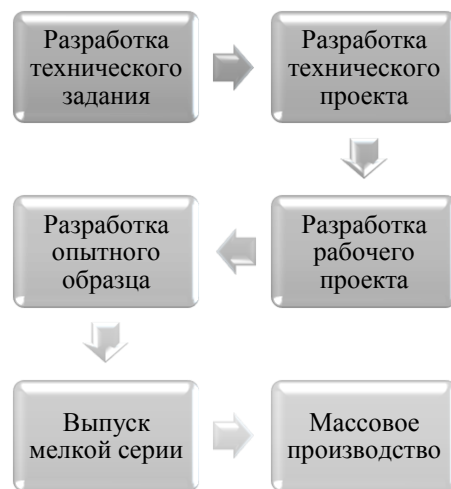 Разработка
технического
задания
Разработка
технического
проекта
Разработка
рабочего
проекта
Разработка
опытного
образца
Выпуск
мелкой серии
Массовое
производство